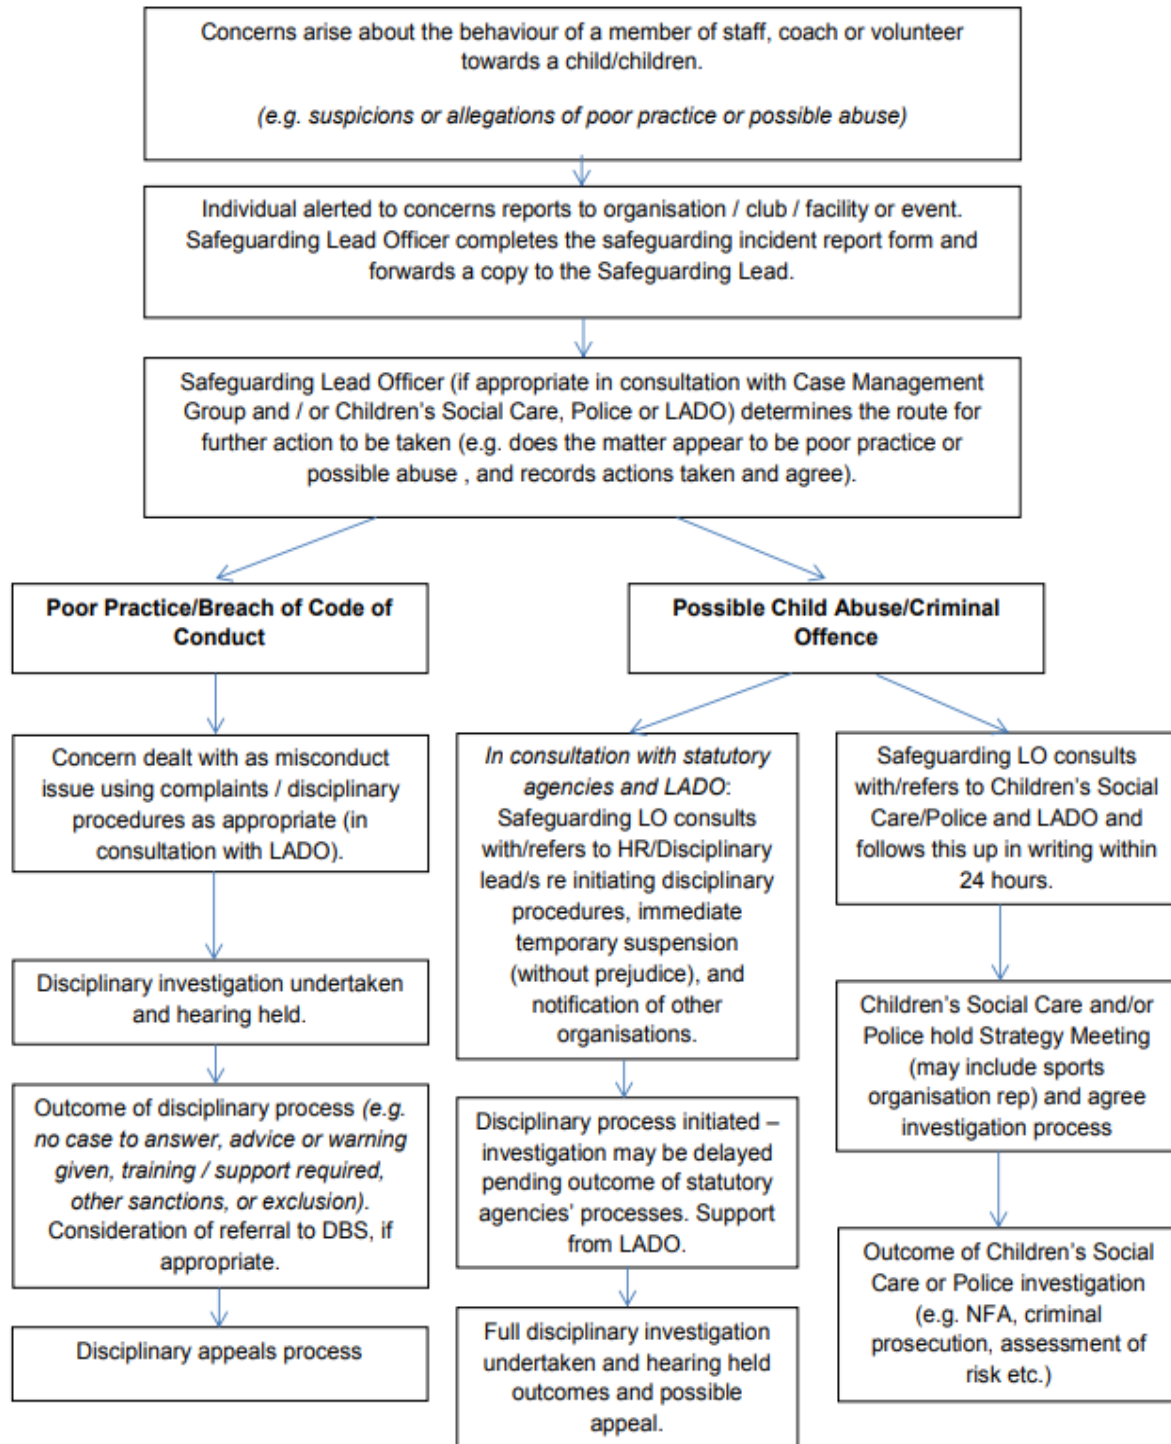 Concerns arise about the behaviour of a member of staff, coach or volunteer
towards a child/children.
(e.g. suspicions or allegations of poor practice or possible abuse)
Individual alerted to concerns reports to organisation / club / facility or event.
Safeguarding Lead Officer completes the safeguarding incident report form and
forwards a copy to the Safeguarding Lead.
Safeguarding Lead Officer (if appropriate in consultation with Case Management
Group and / or Children's Social Care, Police or LADO) determines the route for
further action to be taken (e.g. does the matter appear to be poor practice or
possible abuse , and records actions taken and agree).
Poor Practice/Breach of Code of
Conduct
Concern dealt with as misconduct
issue using complaints / disciplinary
procedures as appropriate (in
consultation with LADO).
Disciplinary investigation undertaken
and hearing held.
Outcome of disciplinary process (e.g.
no case to answer, advice or warning
given, training / support required,
other sanctions, or exclusion).
Consideration of referral to DBS, if
appropriate.
Disciplinary appeals process
Possible Child Abuse/Criminal
Offence
In consultation with statutory
agencies and LADO:
Safeguarding LO consults
with/refers to HR/Disciplinary
lead/s re initiating disciplinary
procedures, immediate
temporary suspension
(without prejudice), and
notification of other
organisations.
Disciplinary process initiated –
investigation may be delayed
pending outcome of statutory
agencies' processes. Support
from LADO.
Full disciplinary investigation
undertaken and hearing held
outcomes and possible
appeal.
Safeguarding LO consults
with/refers to Children's Social
Care/Police and LADO and
follows this up in writing within
24 hours.
Children's Social Care and/or
Police hold Strategy Meeting
(may include sports
organisation rep) and agree
investigation process
Outcome of Children's Social
Care or Police investigation
(e.g. NFA, criminal
prosecution, assessment of
risk etc.)